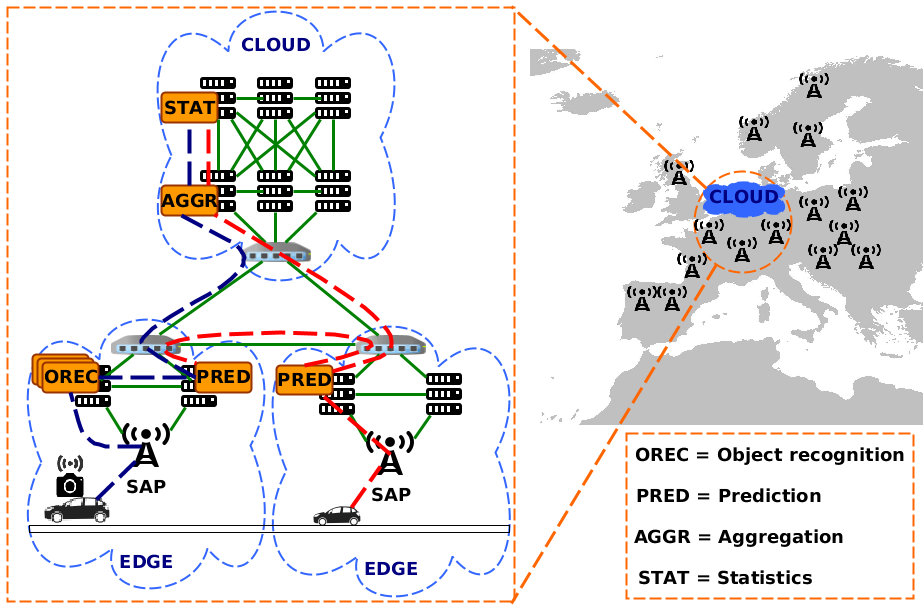 CLOUD
STAT
AGGR
OREC
PRED
PRED
SAP
SAP
EDGE
EDGE
CLOUD
OREC = Object recognition
PRED = Prediction
AGGR = Aggregation
STAT = Statistics